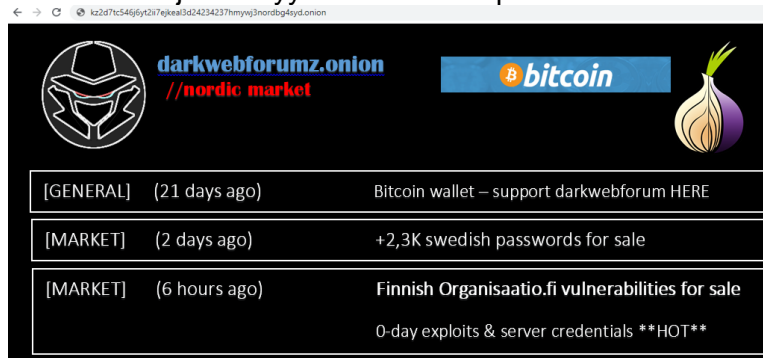 kz2d7tc546j6yt2ii7ejkeal3d24234237hmywj3nordbg4syd.onion
darkwebforumz.onion
//nordic market
bitcoin
[GENERAL] (21 days ago) Bitcoin wallet – support darkwebforum HERE
[MARKET] (2 days ago) +2,3K swedish passwords for sale
[MARKET] (6 hours ago) Finnish Organisaatio.fi vulnerabilities for sale
0-day exploits & server credentials **HOT**